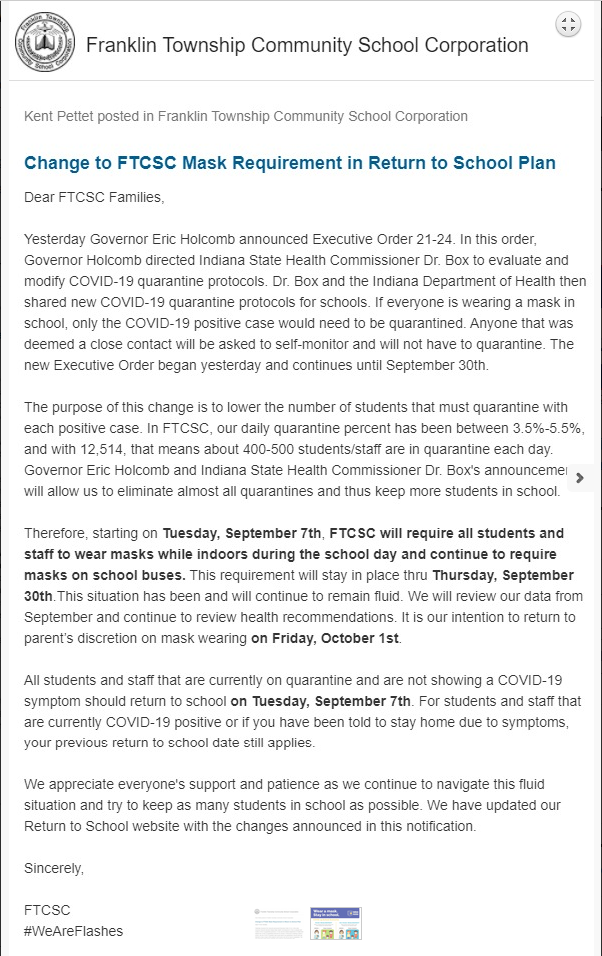 Franklin Township Community School Corporation
Kent Pettet posted in Franklin Township Community School Corporation
Change to FTCSC Mask Requirement in Return to School Plan
Dear FTCSC Families,
Yesterday Governor Eric Holcomb announced Executive Order 21-24. In this order,
Governor Holcomb directed Indiana State Health Commissioner Dr. Box to evaluate and
modify COVID-19 quarantine protocols. Dr. Box and the Indiana Department of Health then
shared new COVID-19 quarantine protocols for schools. If everyone is wearing a mask in
school, only the COVID-19 positive case would need to be quarantined. Anyone that was
deemed a close contact will be asked to self-monitor and will not have to quarantine. The
new Executive Order began yesterday and continues until September 30th.
The purpose of this change is to lower the number of students that must quarantine with
each positive case. In FTCSC, our daily quarantine percent has been between 3.5%-5.5%,
and with 12,514, that means about 400-500 students/staff are in quarantine each day.
Governor Eric Holcomb and Indiana State Health Commissioner Dr. Box's announcemen
will allow us to eliminate almost all quarantines and thus keep more students in school.
Therefore, starting on Tuesday, September 7th, FTCSC will require all students and
staff to wear masks while indoors during the school day and continue to require
masks on school buses. This requirement will stay in place thru Thursday, September
30th.This situation has been and will continue to remain fluid. We will review our data from
September and continue to review health recommendations. It is our intention to return to
parent's discretion on mask wearing on Friday, October 1st.
All students and staff that are currently on quarantine and are not showing a COVID-19
symptom should return to school on Tuesday, September 7th. For students and staff that
are currently COVID-19 positive or if you have been told to stay home due to symptoms,
your previous return to school date still applies.
We appreciate everyone's support and patience as we continue to navigate this fluid
situation and try to keep as many students in school as possible. We have updated our
Return to School website with the changes announced in this notification.
Sincerely,
FTCSC
#WeAreFlashes
Wear a mask.
Stay in school.